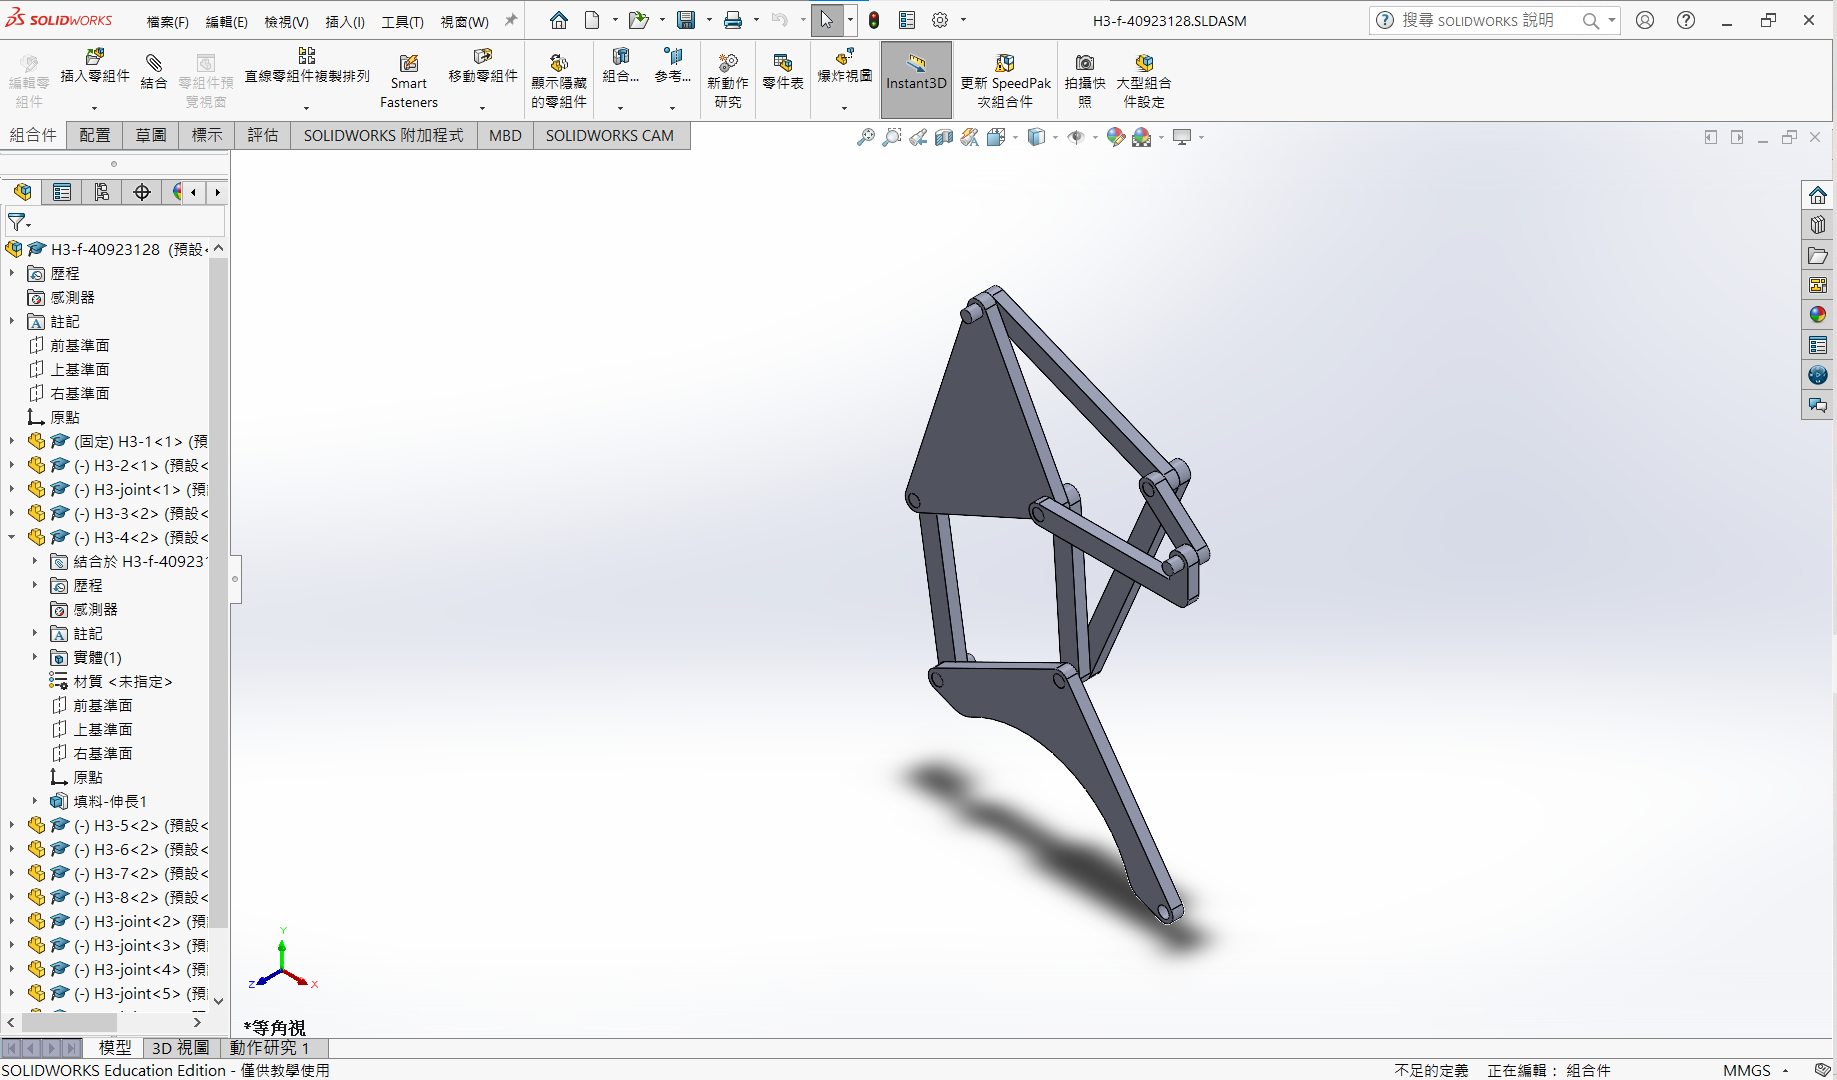 SOLIDWORKS 檔案(F) 編輯(E) 檢視(V) 插入(I) 工具(T) 視窗(W) H3-f-40923128.SLDASM 搜尋 SOLIDWORKS 說明
編輯零組件
插入零組件
結合
零組件預覽視窗
直線零組件複製排列
Smart Fasteners
移動零組件
顯示隱藏的零組件
組合...
參考...
新動作研究
零件表
爆炸視圖
Instant3D
更新 SpeedPak 次組合件
拍攝快照
大型組合件設定
組合件 配置 草圖 標示 評估 SOLIDWORKS 附加程式 MBD SOLIDWORKS CAM
H3-f-40923128 (預設<
歷程
感測器
註記
前基準面
上基準面
右基準面
原點
(固定) H3-1<1> (預
(-) H3-2<1> (預設<
(-) H3-joint<1> (預
(-) H3-3<2> (預設<
(-) H3-4<2> (預設<
結合於 H3-f-40923
歷程
感測器
註記
實體(1)
材質 <未指定>
前基準面
上基準面
右基準面
原點
填料-伸長1
(-) H3-5<2> (預設<
(-) H3-6<2> (預設<
(-) H3-7<2> (預設<
(-) H3-8<2> (預設<
(-) H3-joint<2> (預
(-) H3-joint<3> (預
(-) H3-joint<4> (預
(-) H3-joint<5> (預
Y
Z X
*等角視
模型 3D 視圖 動作研究 1
SOLIDWORKS Education Edition - 僅供教學使用 不足的定義 正在編輯： 組合件 MMGS